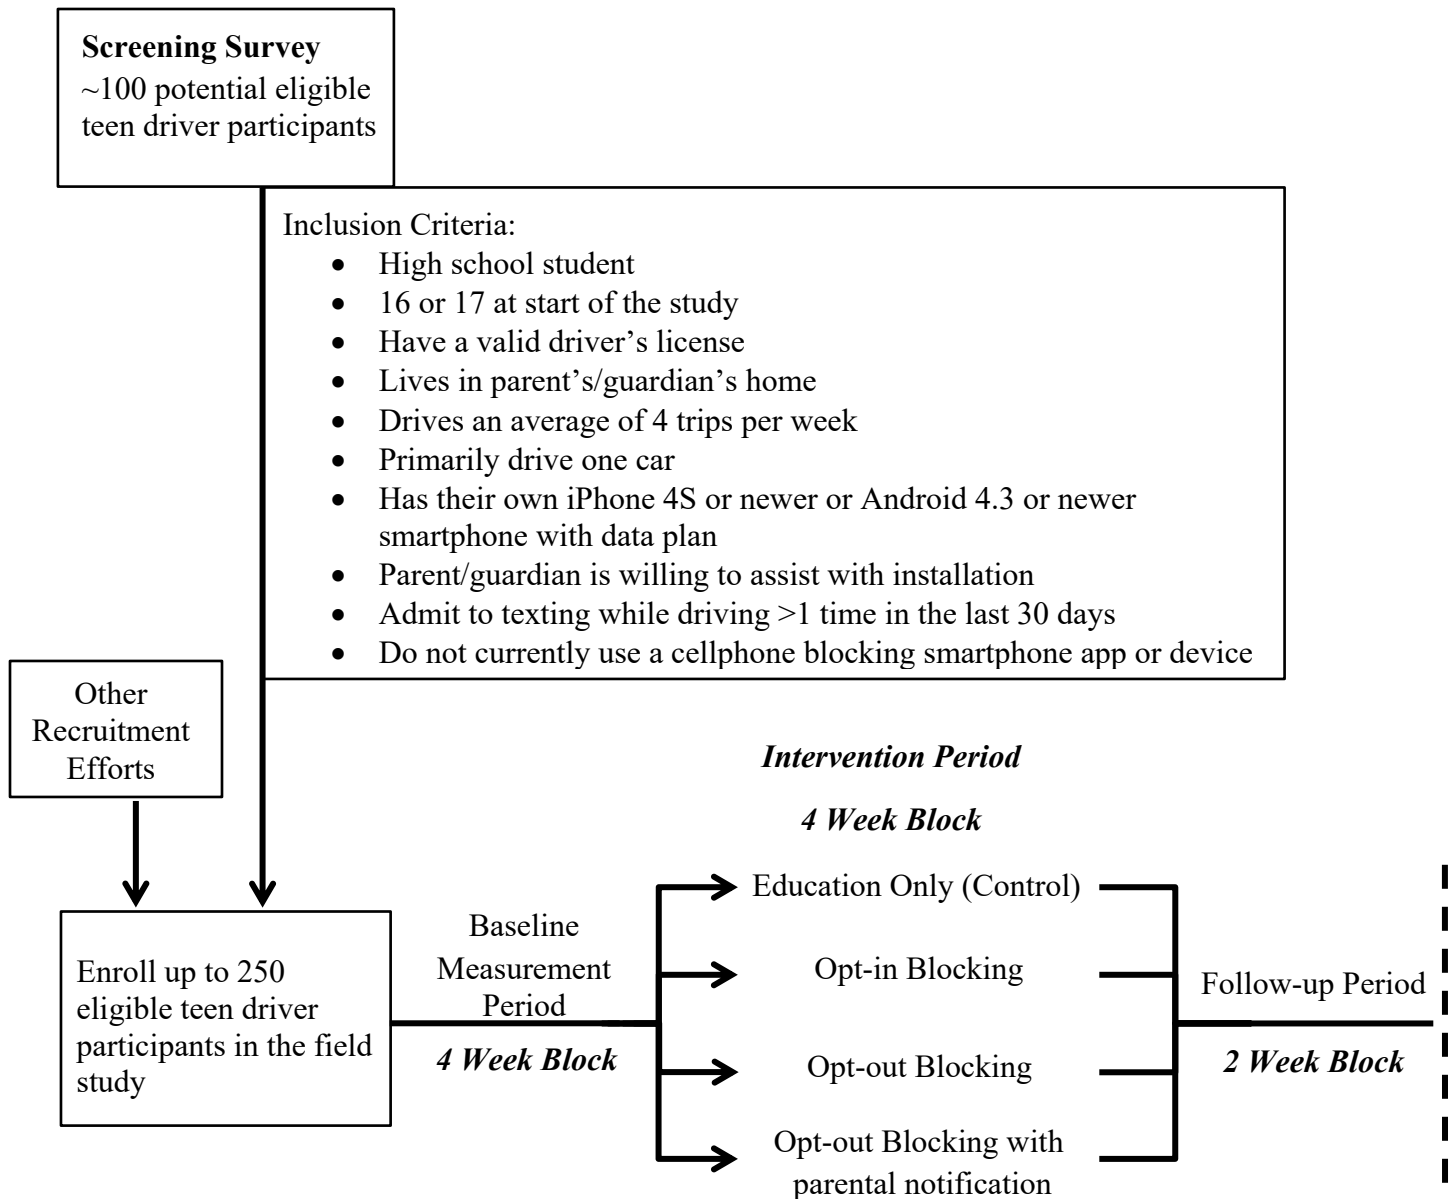 Screening Survey
~100 potential eligible
teen driver participants
Inclusion Criteria:
• High school student
• 16 or 17 at start of the study
• Have a valid driver’s license
• Lives in parent’s/guardian’s home
• Drives an average of 4 trips per week
• Primarily drive one car
• Has their own iPhone 4S or newer or Android 4.3 or newer
smartphone with data plan
• Parent/guardian is willing to assist with installation
• Admit to texting while driving >1 time in the last 30 days
• Do not currently use a cellphone blocking smartphone app or device
Other
Recruitment
Efforts
Enroll up to 250
eligible teen driver
participants in the field
study
Baseline
Measurement
Period
4 Week Block
Intervention Period
4 Week Block
Education Only (Control)
Opt-in Blocking
Opt-out Blocking
Opt-out Blocking with
parental notification
Follow-up Period
2 Week Block